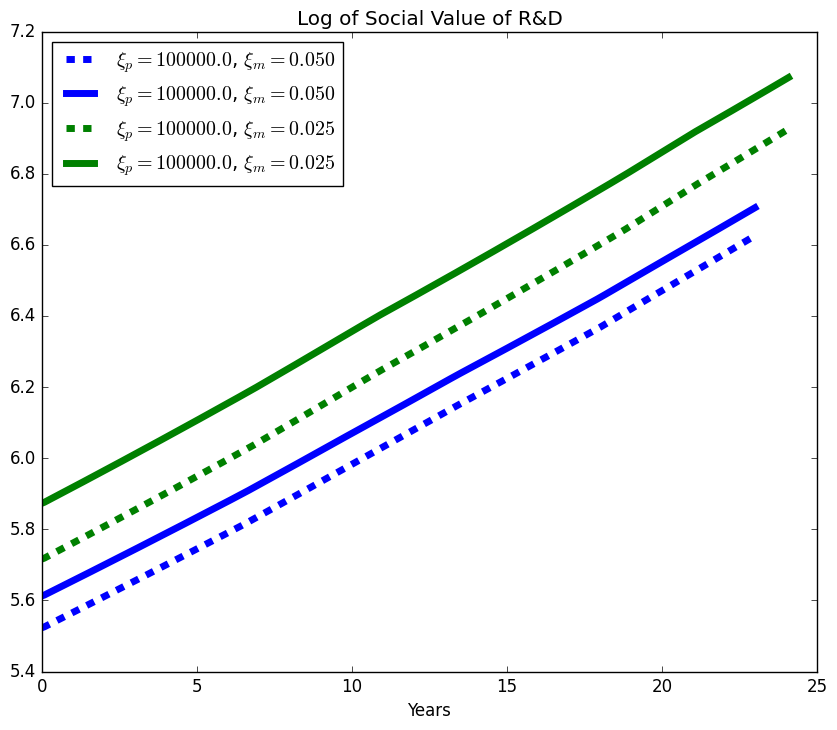 Log of Social Value of R&D
7.2
7.0
6.8
6.6
6.4
6.2
6.0
5.8
5.6
5.4
ξₚ = 100000.0, ξₘ = 0.050
ξₚ = 100000.0, ξₘ = 0.050
ξₚ = 100000.0, ξₘ = 0.025
ξₚ = 100000.0, ξₘ = 0.025
0 5 10 15 20 25
Years